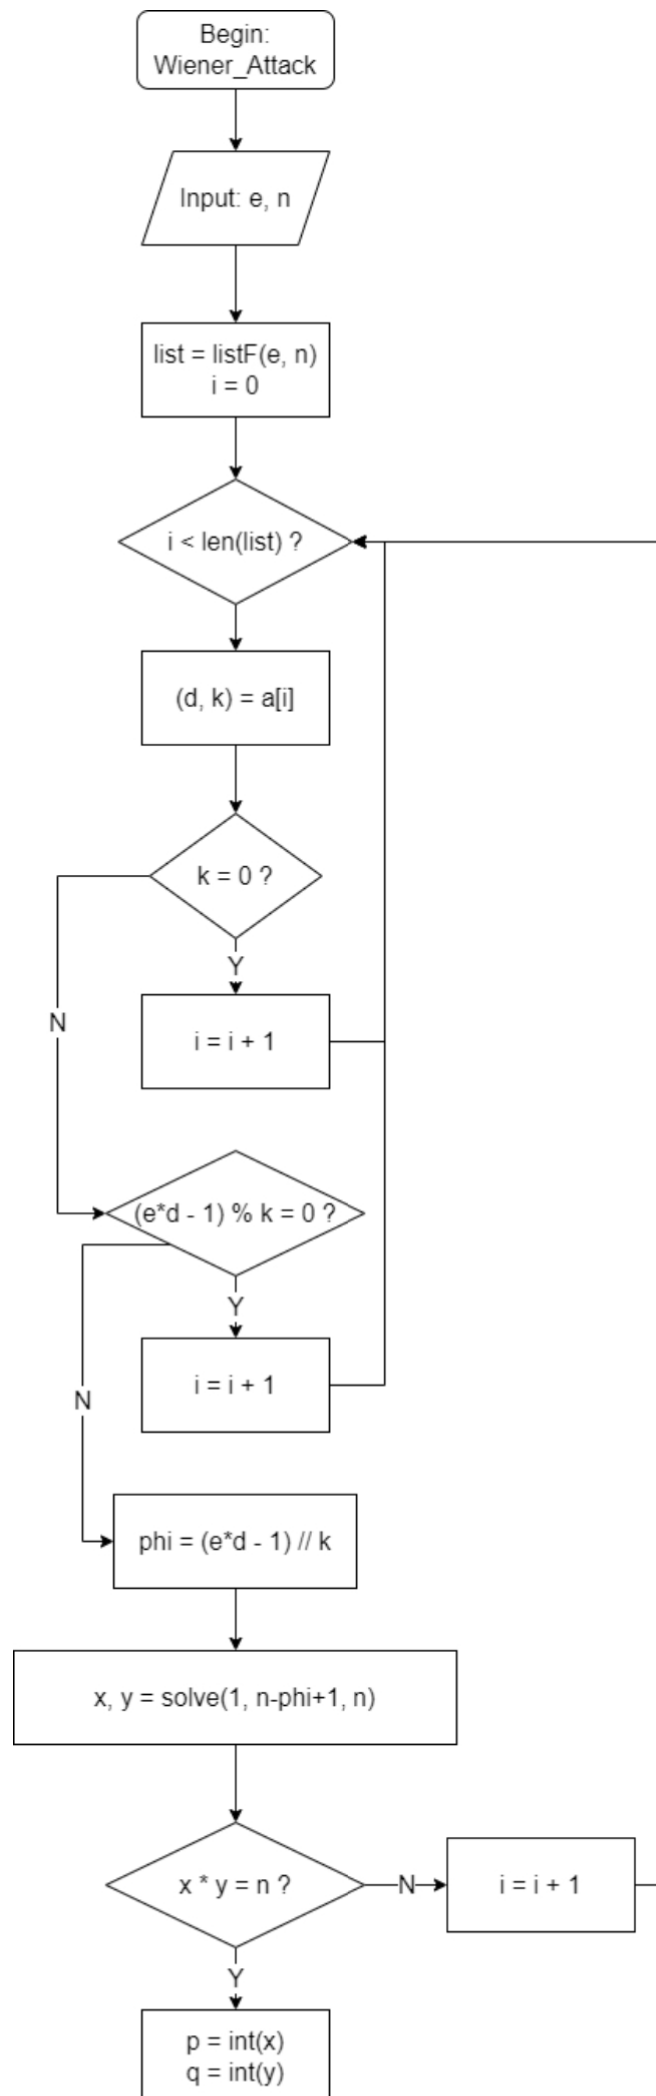 Begin:
Wiener_Attack
Input: e, n
list = listF(e, n)
i = 0
i < len(list) ?
(d, k) = a[i]
k = 0 ?
Y
N
i = i + 1
(e*d - 1) % k = 0 ?
Y
N
i = i + 1
phi = (e*d - 1) // k
x, y = solve(1, n-phi+1, n)
x * y = n ?
N
i = i + 1
Y
p = int(x)
q = int(y)